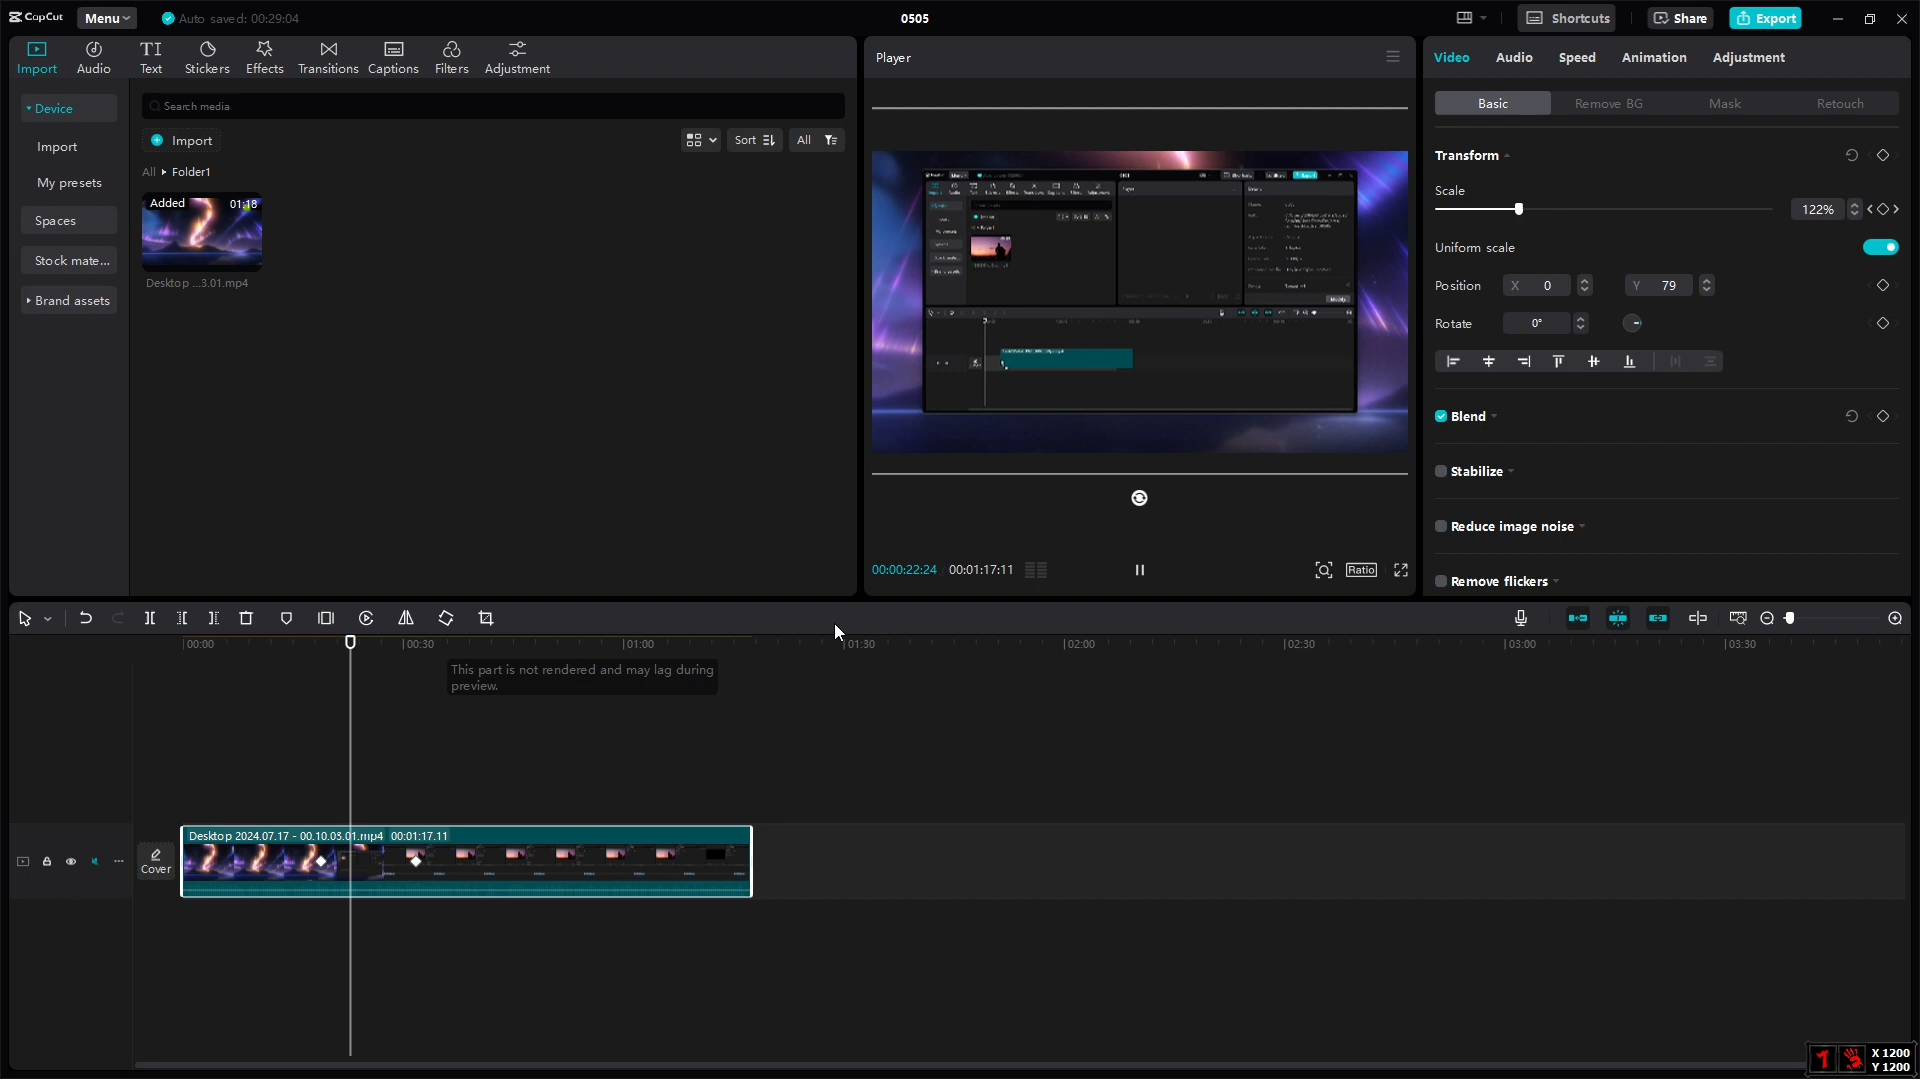 CapCut
Menu
Auto saved: 00:29:04
0505
Shortcuts
Share
Export
Import
Audio
TI
Text
Stickers
Effects
Transitions
Captions
Filters
Adjustment
Device
Import
My presets
Spaces
Stock mate...
Brand assets
Search media
Import
Sort
All
All
Folder1
Added
01:18
Desktop ...3.01.mp4
Player
00:00:22:24
00:01:17:11
Ratio
Video
Audio
Speed
Animation
Adjustment
Basic
Remove BG
Mask
Retouch
Transform
Scale
122%
Uniform scale
Position
X 0
Y 79
Rotate
0°
Blend
Stabilize
Reduce image noise
Remove flickers
00:00
00:30
01:00
01:30
02:00
02:30
03:00
03:30
This part is not rendered and may lag during
preview.
Cover
Desktop 2024.07.17 - 00.10.03.01.mp4 00:01:17:11
X 1200
Y 1200